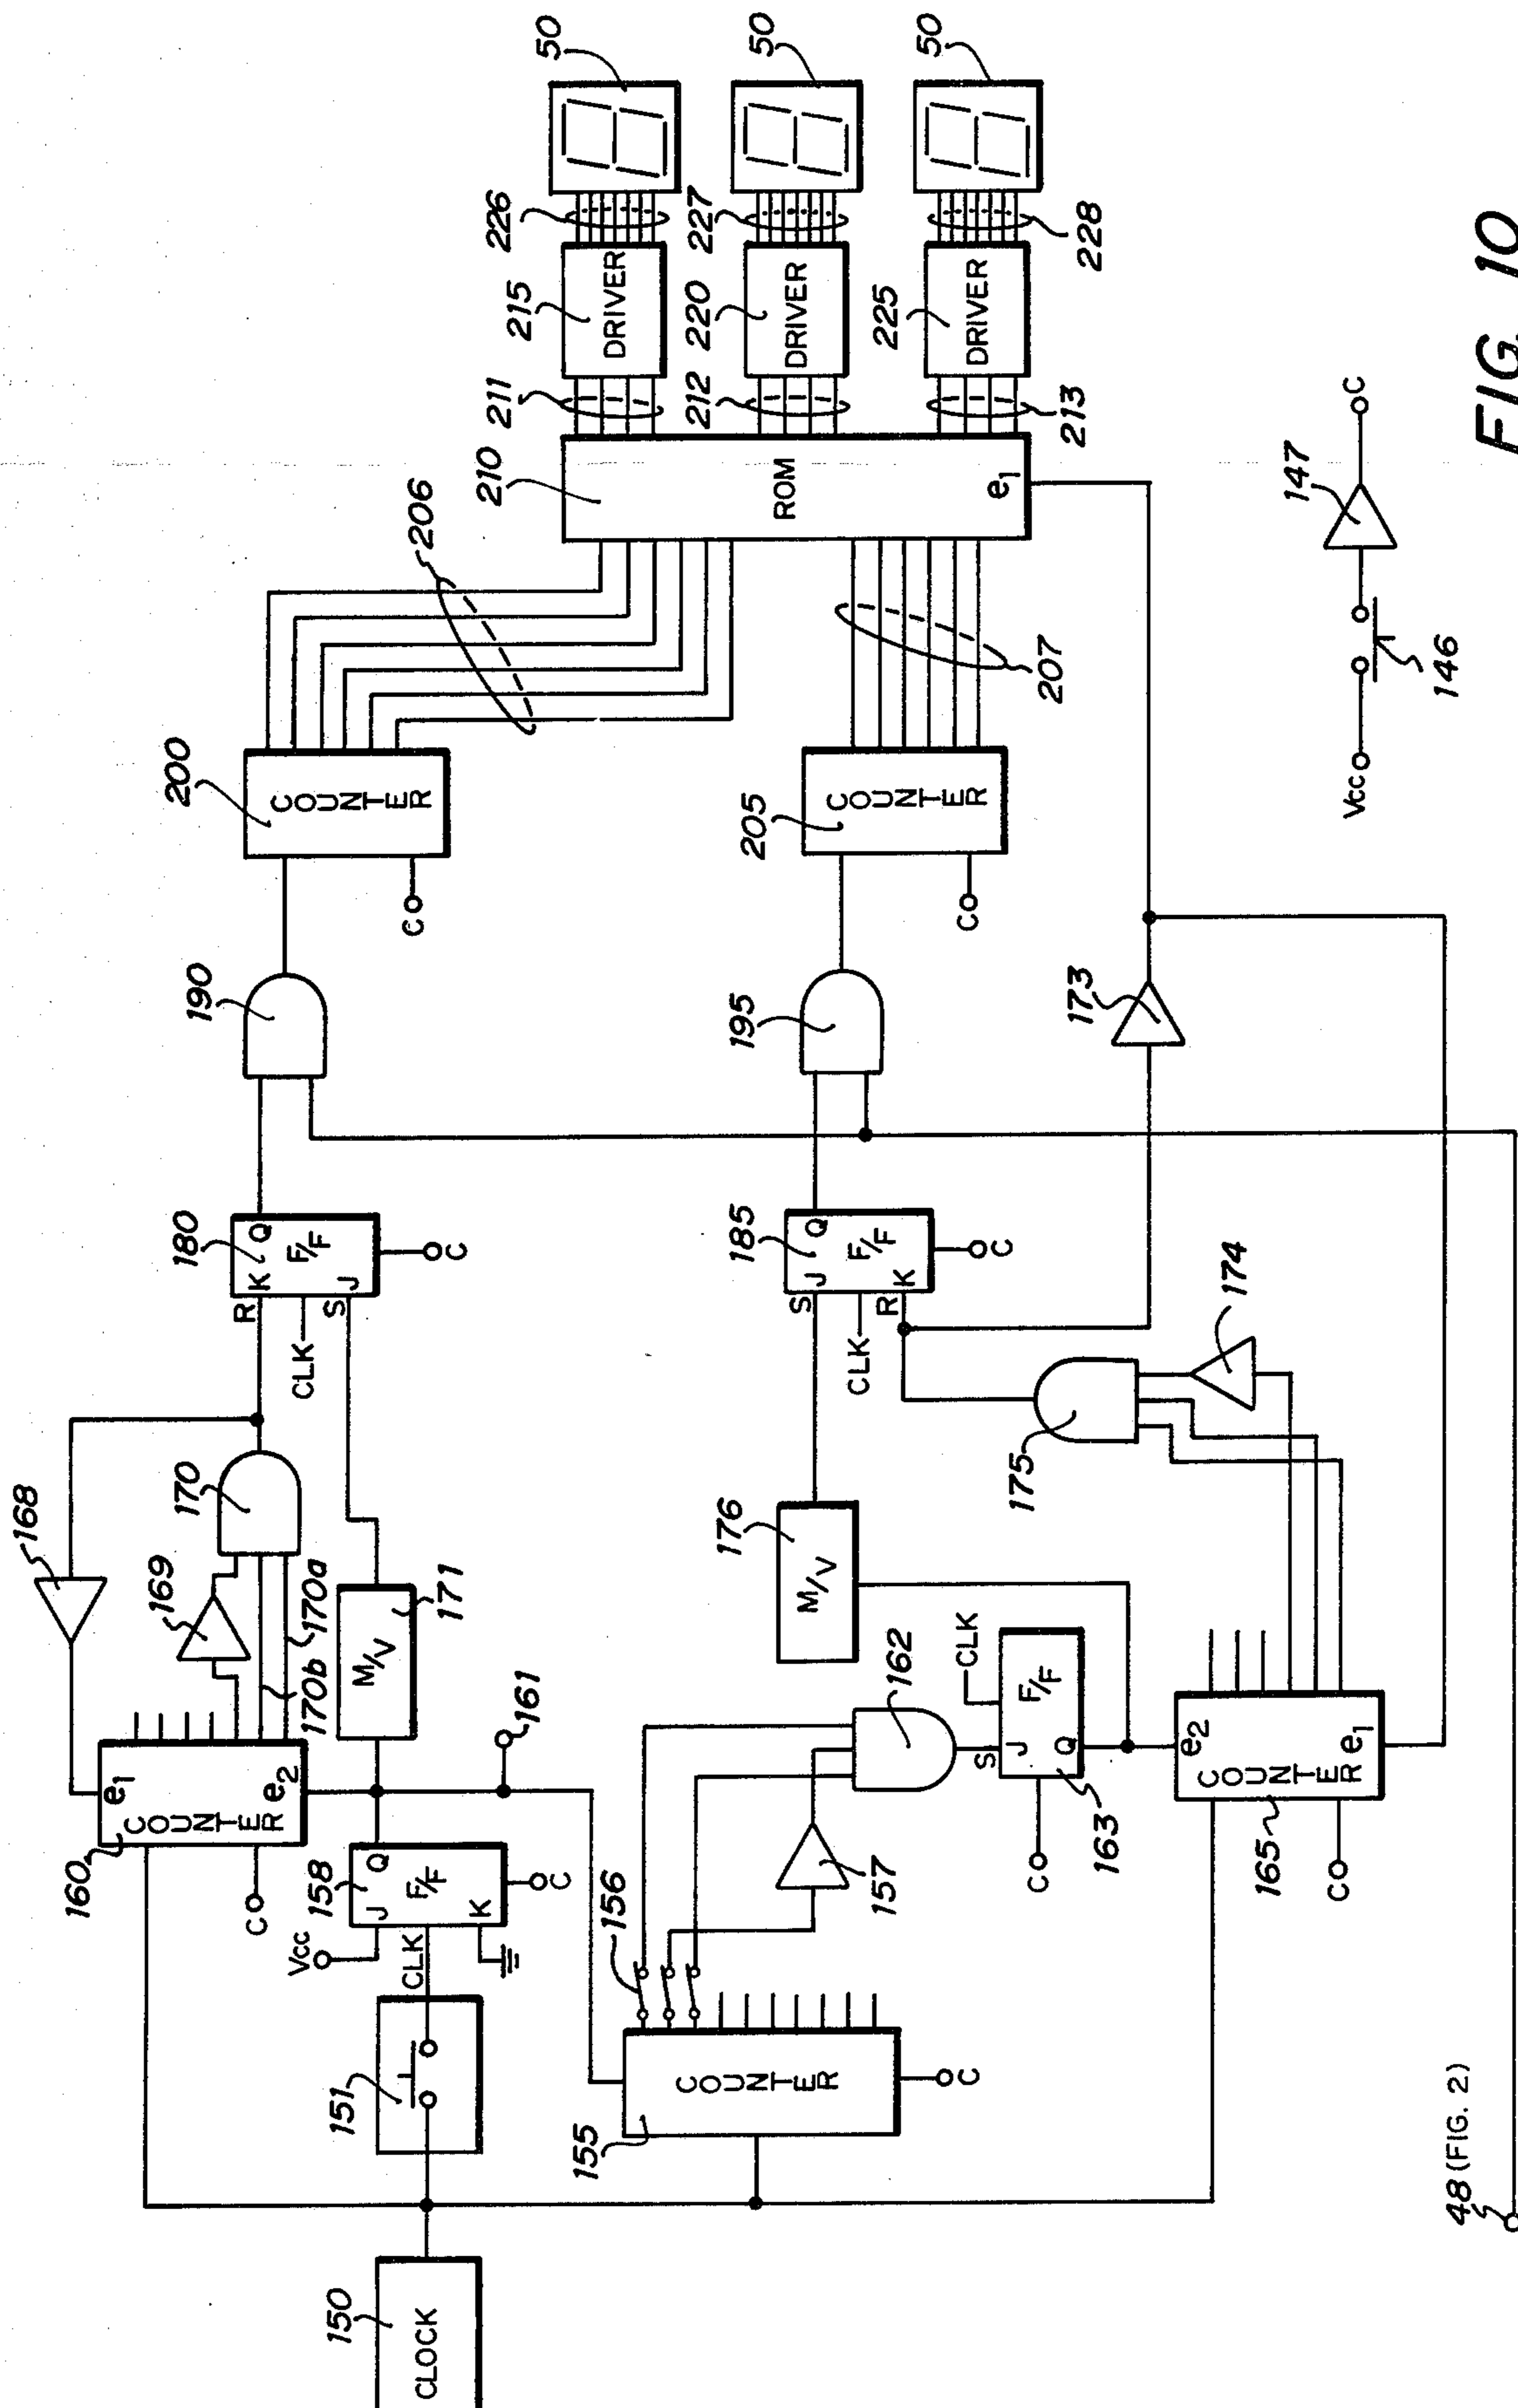 150
CLOCK
151
155
COUNTER
C
156
157
158
Vcc
J
Q
F/F
CLK
K
C
160
COUNTER
e1
e2
C
161
168
169
170
170a
170b
171
M/V
162
163
CLK
S
J
F/F
Q
C
165
COUNTER
e2
e1
C
176
M/V
175
174
173
180
R
K
Q
F/F
CLK
S
J
C
185
S
J
Q
F/F
CLK
R
K
C
190
195
200
COUNTER
C
205
COUNTER
C
206
207
210
ROM
e1
211
212
213
215
DRIVER
220
DRIVER
225
DRIVER
226
227
228
50
50
50
Vcc
146
147
C
48 (FIG. 2)
FIG. 10